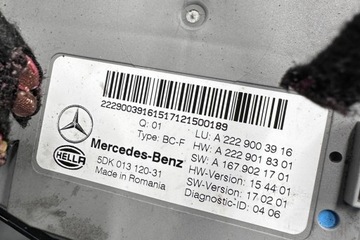 22290039161517121500189
Q: 01
LU: A 222 900 39 16
Type: BC-F
HW: A 222 901 83 01
Mercedes-Benz
SW: A 167 902 17 01
HELLA
5DK 013 120-31
HW-Version: 15 44 01
Made in Romania
SW-Version: 17 02 01
Diagnostic-ID: 04 06